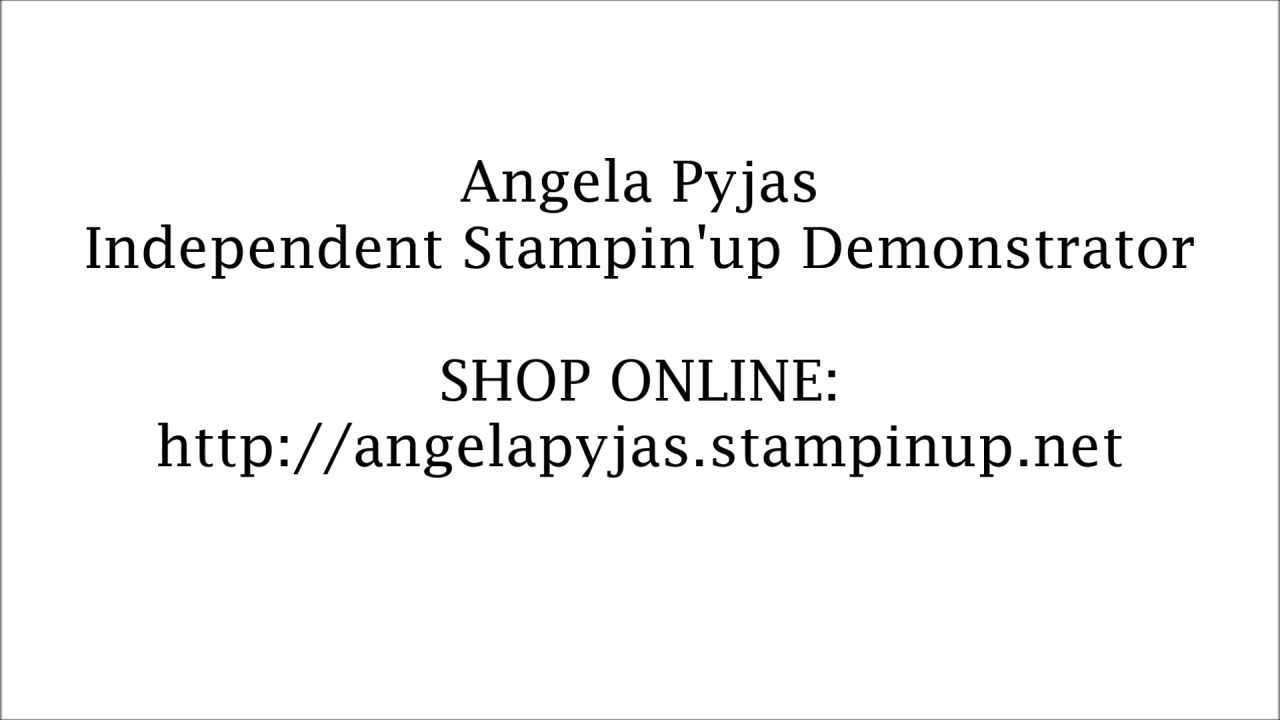 Angela Pyjas
Independent Stampin'up Demonstrator
SHOP ONLINE:
http://angelapyjas.stampinup.net